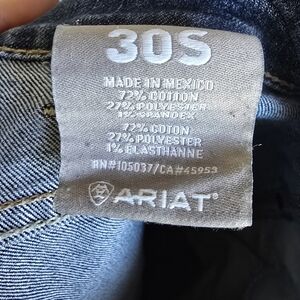 30S
MADE IN MEXICO
72% COTTON
27% POLYESTER
1% SPANDEX
72% COTON
27% POLYESTER
1% ELASTHANNE
RN#105037/CA#45953
ARIAT®